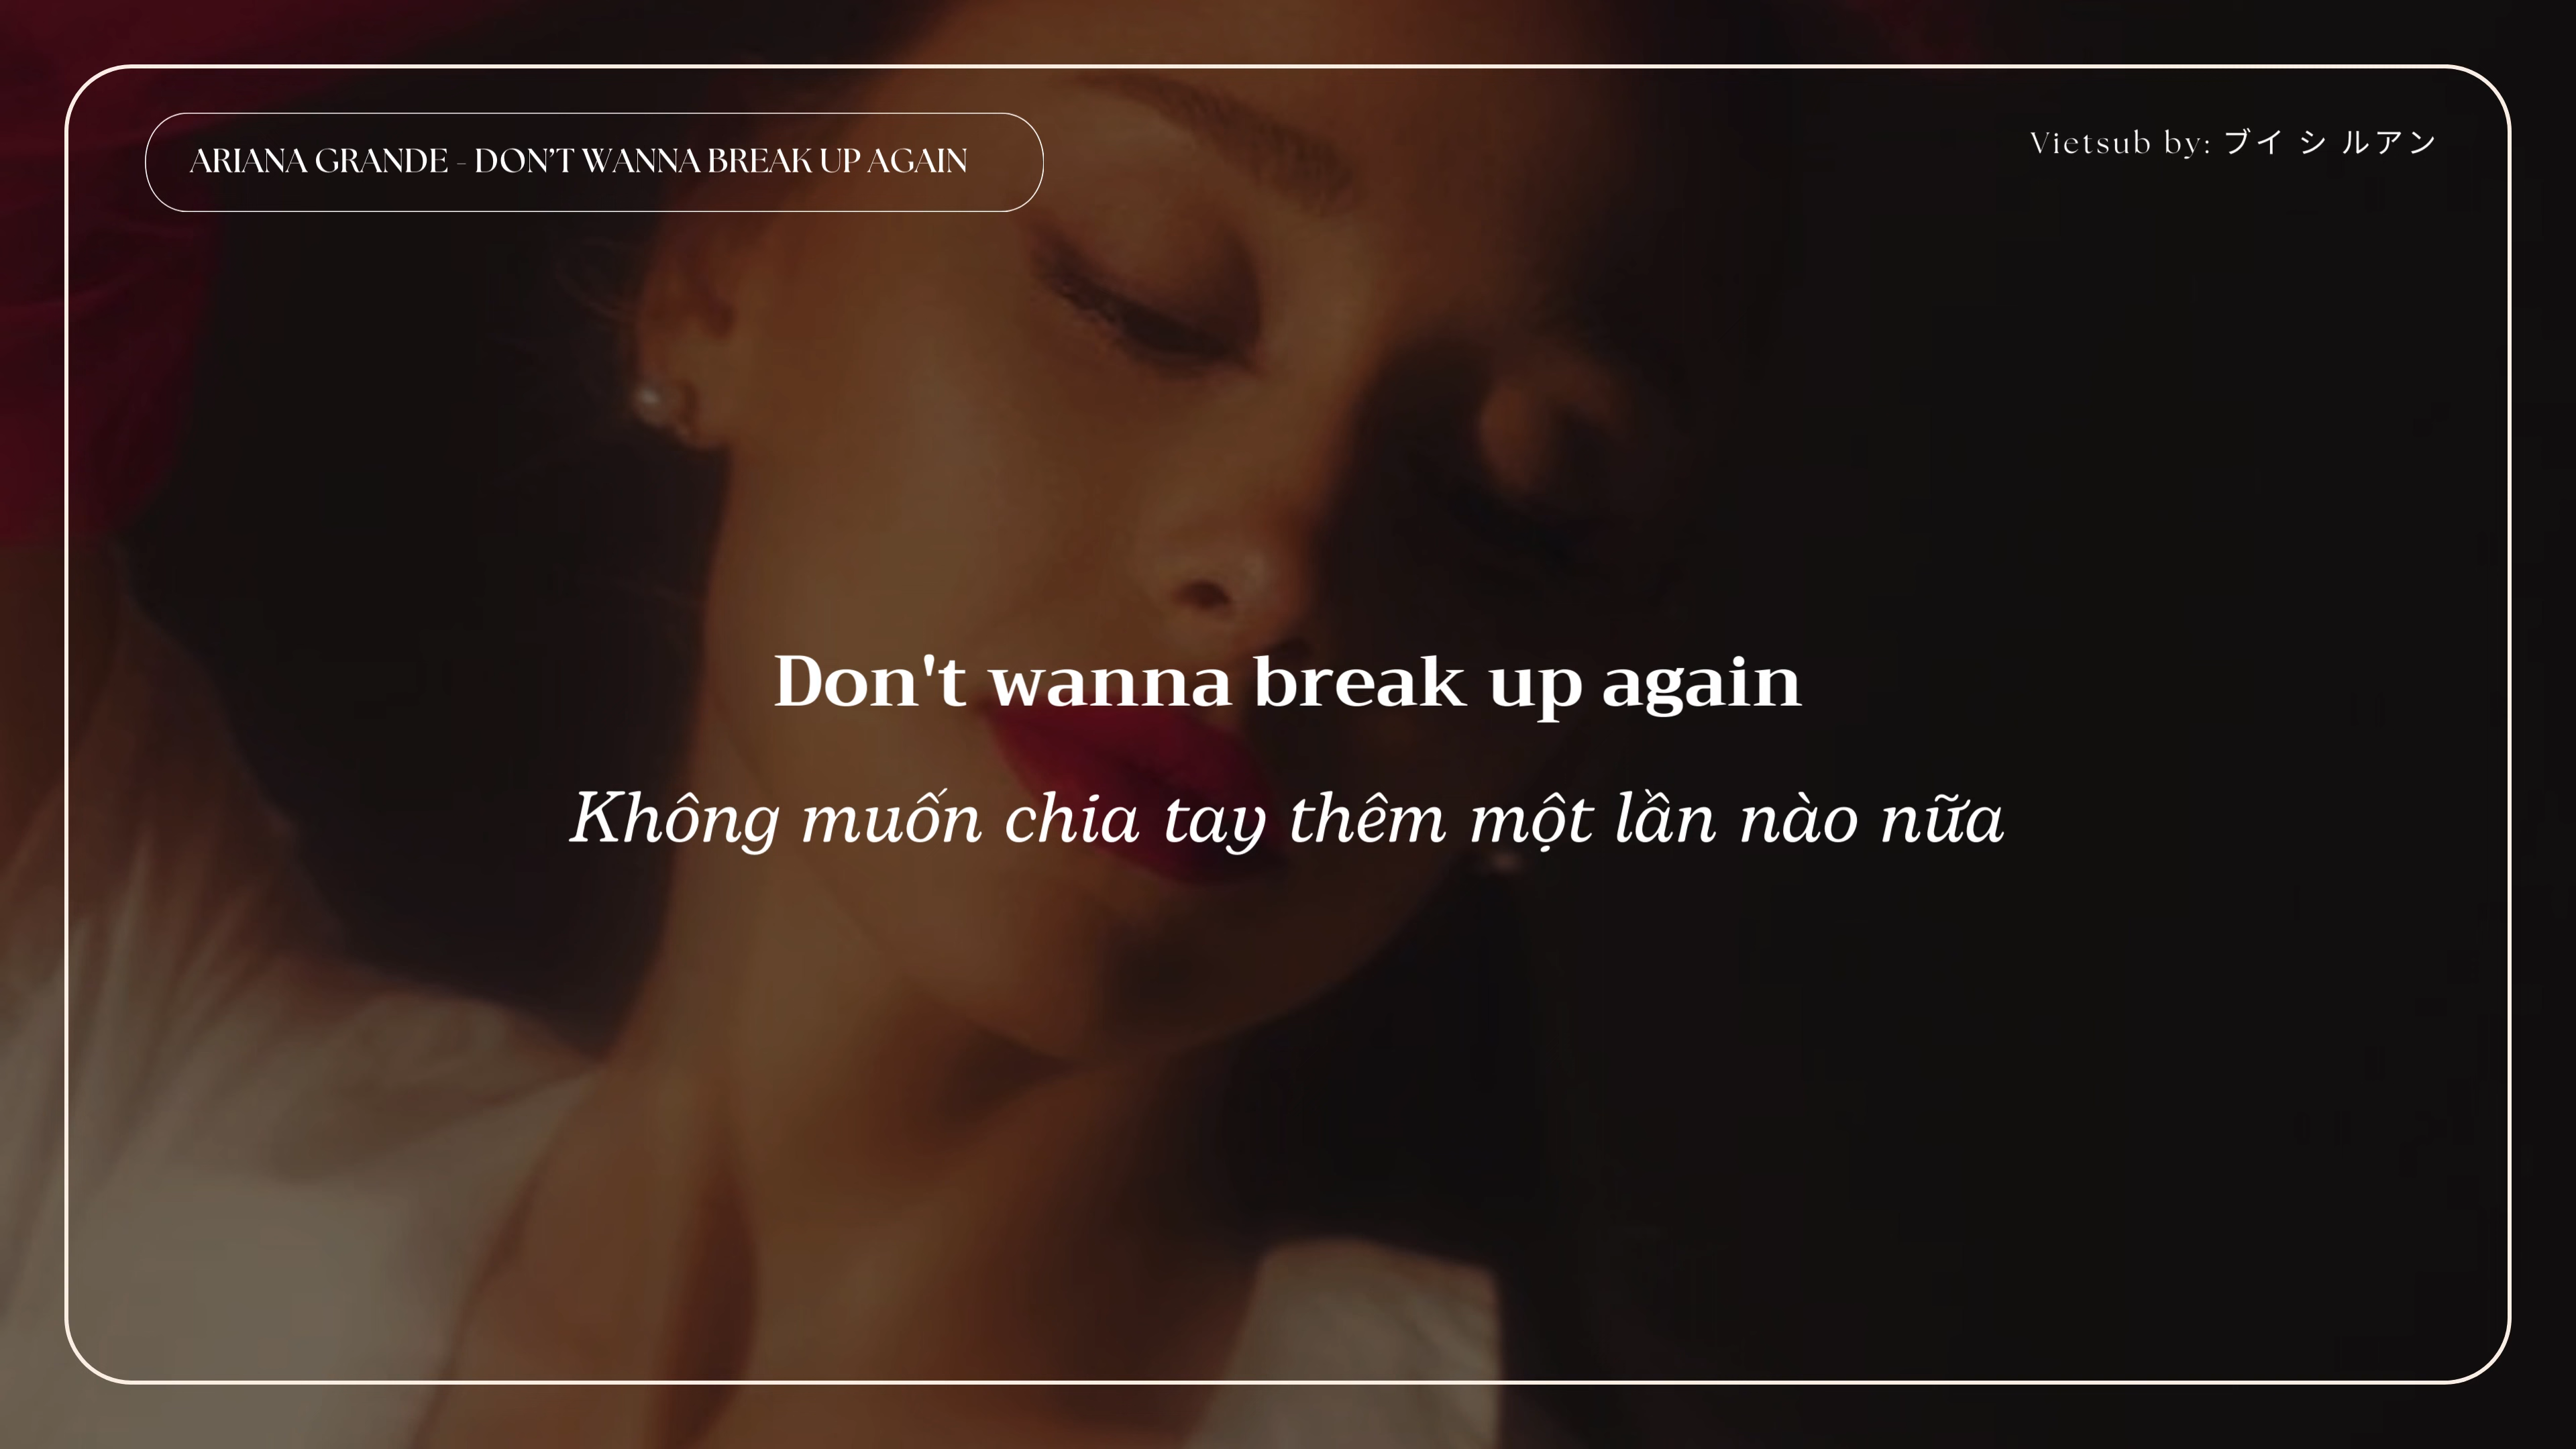 ARIANA GRANDE - DON'T WANNA BREAK UP AGAIN
Vietsub by: ブイ シ ルアン
Don't wanna break up again
Không muốn chia tay thêm một lần nào nữa